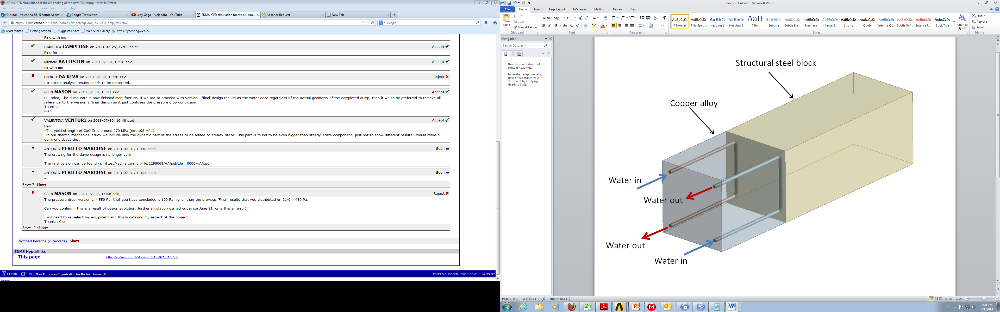 EDMS: CFD simulation for the air-cooling of the new PSB dump - Mozilla Firefox
File Edit View History Bookmarks Tools Help
Outlook - valentina_85_@hotmail.com
Google Traduction
Lady Gaga - Alejandro - YouTube
EDMS: CFD simulation for the air-coo...
Absence Request
New Tab
https://edms.cern.ch/pls/cedar/com.direct_enter?p_doc_id=1263715&p_version=1
Google
Most Visited Getting Started Suggested Sites Web Slice Gallery https://yachting.web.c...
Fine with me
GIANLUCA CAMPLONE on 2013-07-25, 12:05 said: Accept
Fine for me
Michele BATTISTIN on 2013-07-30, 10:16 said: Accept
ok with me
ENRICO DA RIVA on 2013-07-30, 10:28 said: Reject
Structural analysis results needs to be corrected.
GLEN MASON on 2013-07-30, 13:11 said: Accept
Hi Enrico, The dump core is now finished manufacture. If we are to proceed with version 1 'final' design results as the worst case regardless of the actual geometry of the completed dump, then it would be preferred to remove all
reference to the version 2 'final' design as it just confuses the pressure drop conclusion.
Thanks,
Glen
VALENTINA VENTURI on 2013-07-30, 16:40 said: Accept
Hello.
-The yield strength of CuCrZr is around 270 MPa (not 108 MPa).
-In our thermo-mechanical study we include also the dynamic part of the stress to be added to steady-state. This part is found to be even bigger than steady-state component: just not to show different results I would make a
comment about this.
ANTONIO PERILLO MARCONE on 2013-07-31, 13:48 said: Seen
The drawing for the dump design is no longer valid.
The final version can be found in: https://edms.cern.ch/file/1258068/AA/psbtde__0006-vAA.pdf
ANTONIO PERILLO MARCONE on 2013-07-31, 13:54 said: Seen
-
Pages 5 -Show
GLEN MASON on 2013-07-31, 16:56 said: Reject
The pressure drop, version 1 = 550 Pa, that you have concluded is 100 Pa higher than the previous 'Final' results that you distributed on 21/6 = 450 Pa.
Can you confirm if this is a result of design evolution, further simulation carried out since June 21, or is this an error?
I will need to re-select my equipment and this is delaying my aspect of the project.
Thanks, Glen
Pages 13 -Show
Notified Persons (6 records) Show
EDMS Hyperlinks
This page https://edms.cern.ch/document/1263715/1/TAB3
EDMS CERN — European Organization for Nuclear Research EDMS 5.0 ©CERN - 2013.08.01 - 14:33:37
disegno CuCrZr - Microsoft Word
File Home Insert Page Layout References Mailings Review View
Paste
Cut
Copy
Format Painter
Calibri (Body) 11
AaBbCcDc AaBbCcDc AaBbC AaBbCc AaB AaBbCc. AaBbCcDc AaBbCcDc AaBbCcDc AaBbCcDc AaBbCcDc AaBbCcDc AABBCCDC AABBCCDC AaBbCcDc
¶ Normal ¶ No Spaci... Heading 1 Heading 2 Title Subtitle Subtle Em... Emphasis Intense E... Strong Quote Intense Q... Subtle Ref... Intense R... Book Title
Change Styles
Find
Replace
Select
Clipboard Font Paragraph Styles Editing
Navigation
Search Document
This document does not
contain headings.
To create navigation tabs,
create headings in your
document by applying
Heading Styles.
Structural steel block
Copper alloy
Water in
Water out
Water out
Water in
Page: 1 of 1 Words: 14 English (U.S.) 170%
EN 3:20 PM
8/1/2013